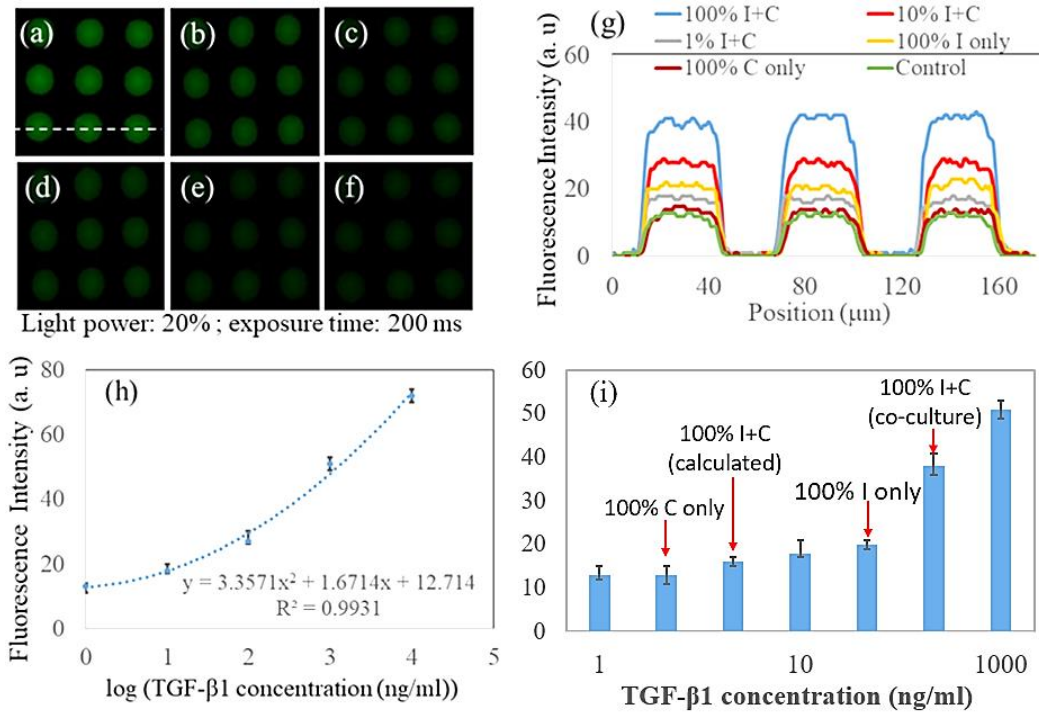 (a)
(b)
(c)
(d)
(e)
(f)
Light power: 20% ; exposure time: 200 ms
(g)
100% I+C
10% I+C
1% I+C
100% I only
100% C only
Control
Fluorescence Intensity (a. u)
60
40
20
0
0 40 80 120 160
Position (μm)
(h)
Fluorescence Intensity (a. u)
80
60
40
20
0
y = 3.3571x² + 1.6714x + 12.714
R² = 0.9931
0 1 2 3 4 5
log (TGF-β1 concentration (ng/ml))
(i)
60
50
40
30
20
10
0
100% C only
100% I+C
(calculated)
100% I only
100% I+C
(co-culture)
1 10 1000
TGF-β1 concentration (ng/ml)